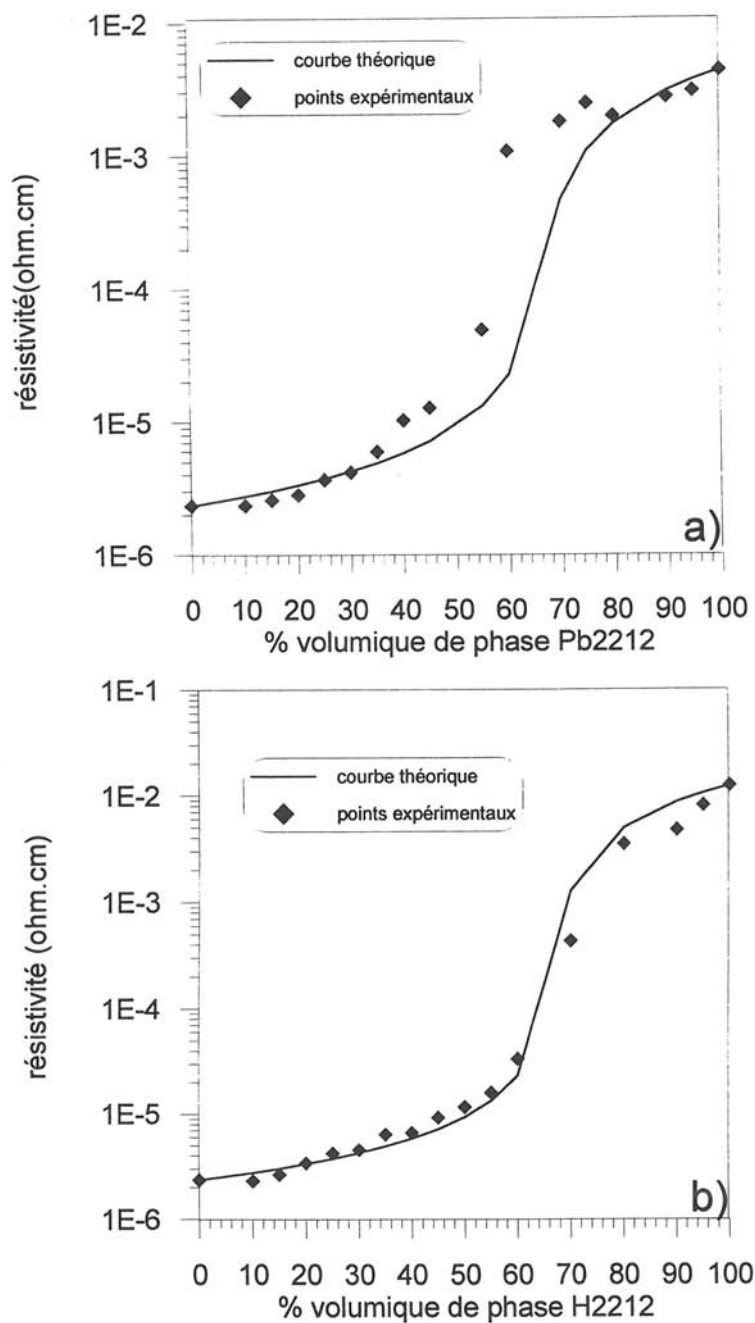 1E-2
courbe théorique
points expérimentaux
1E-3
1E-4
1E-5
1E-6
résistivité(ohm.cm)
a)
0 10 20 30 40 50 60 70 80 90 100
% volumique de phase Pb2212
1E-1
courbe théorique
points expérimentaux
1E-2
1E-3
1E-4
1E-5
1E-6
résistivité (ohm.cm)
b)
0 10 20 30 40 50 60 70 80 90 100
% volumique de phase H2212